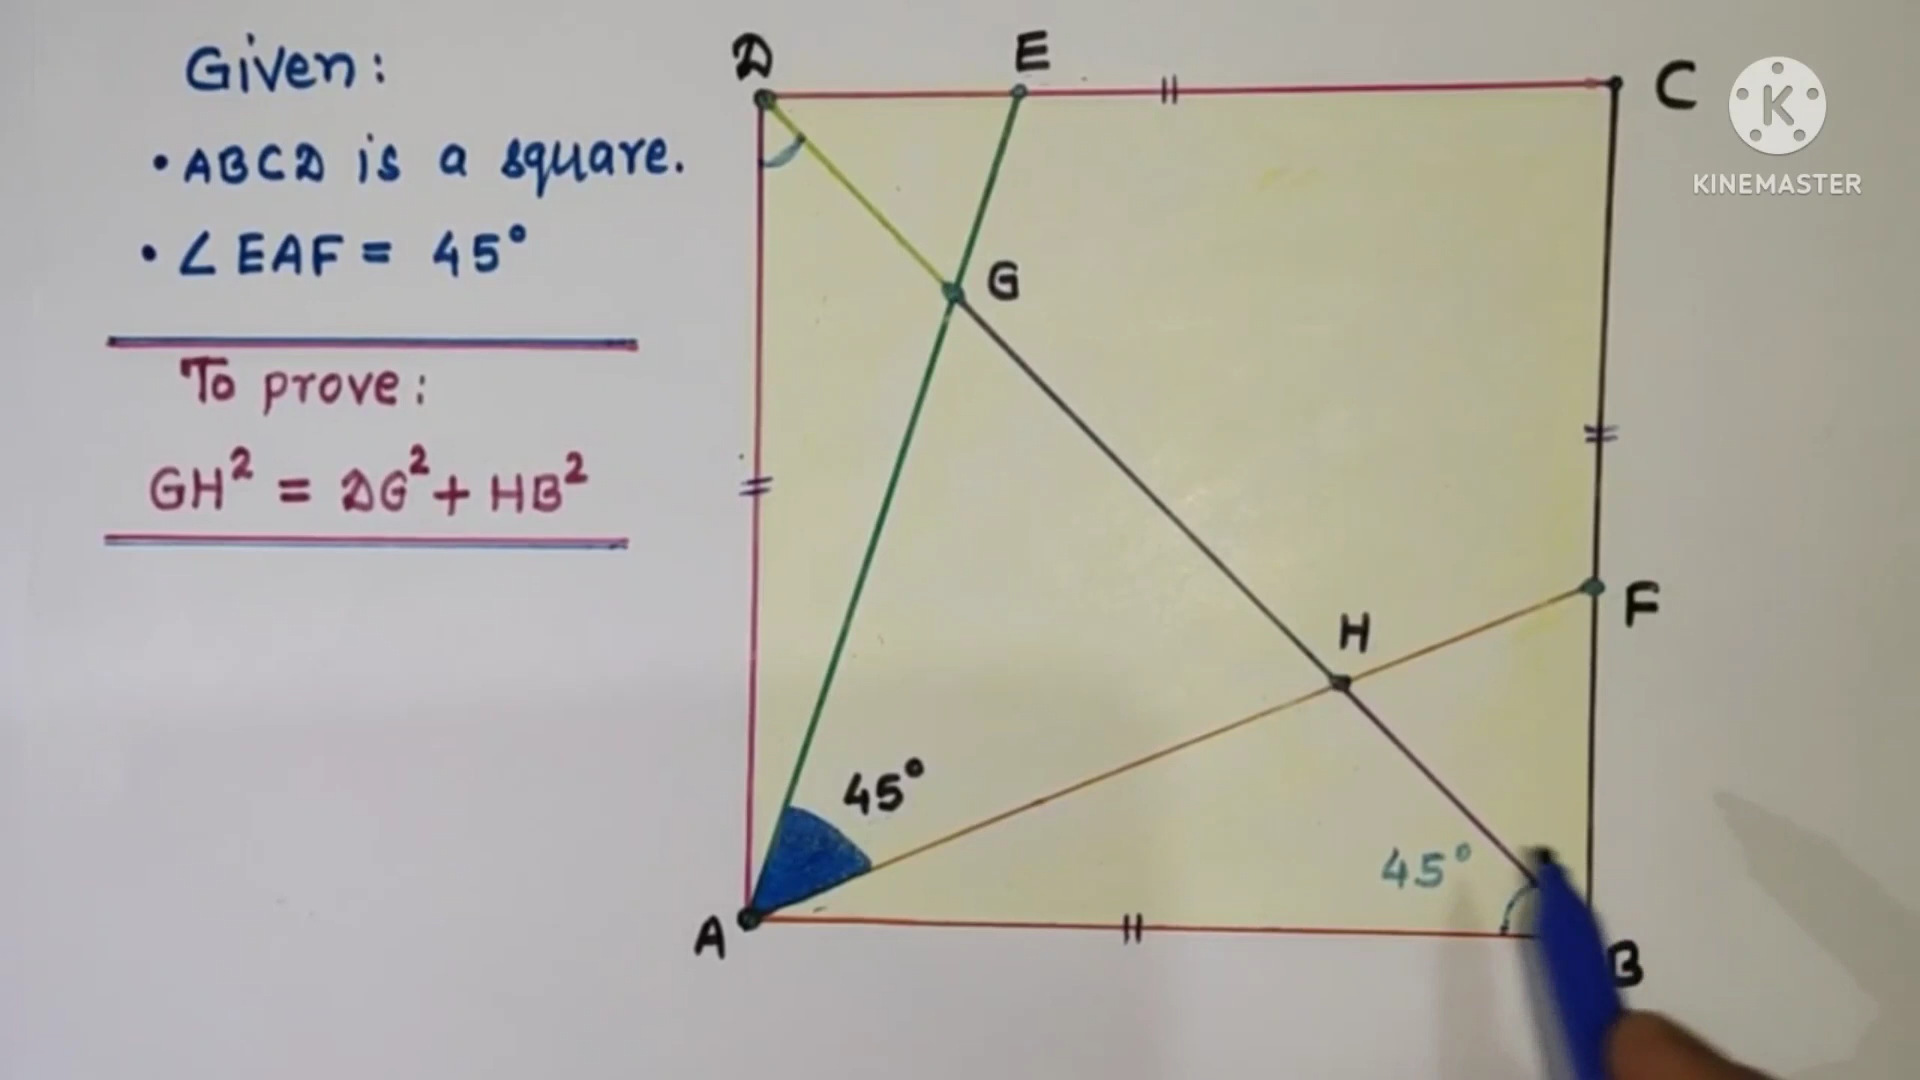 Given:
• ABCD is a square.
• ∠EAF = 45°
To prove:
GH² = DG² + HB²
D
E
C
K
KINEMASTER
G
H
F
45°
45°
A
B